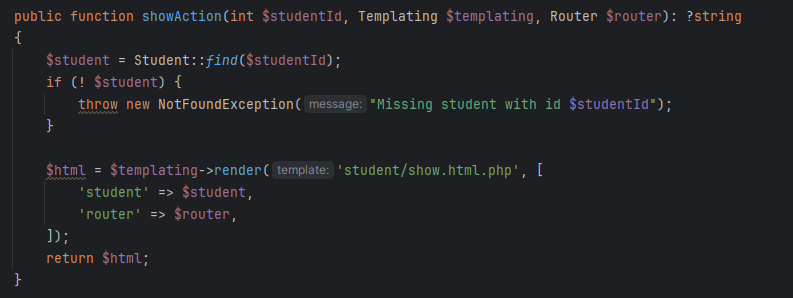 public function showAction(int $studentId, Templating $templating, Router $router): ?string
{
    $student = Student::find($studentId);
    if (! $student) {
        throw new NotFoundException( message: "Missing student with id $studentId");
    }

    $html = $templating->render( template: 'student/show.html.php', [
        'student' => $student,
        'router' => $router,
    ]);
    return $html;
}